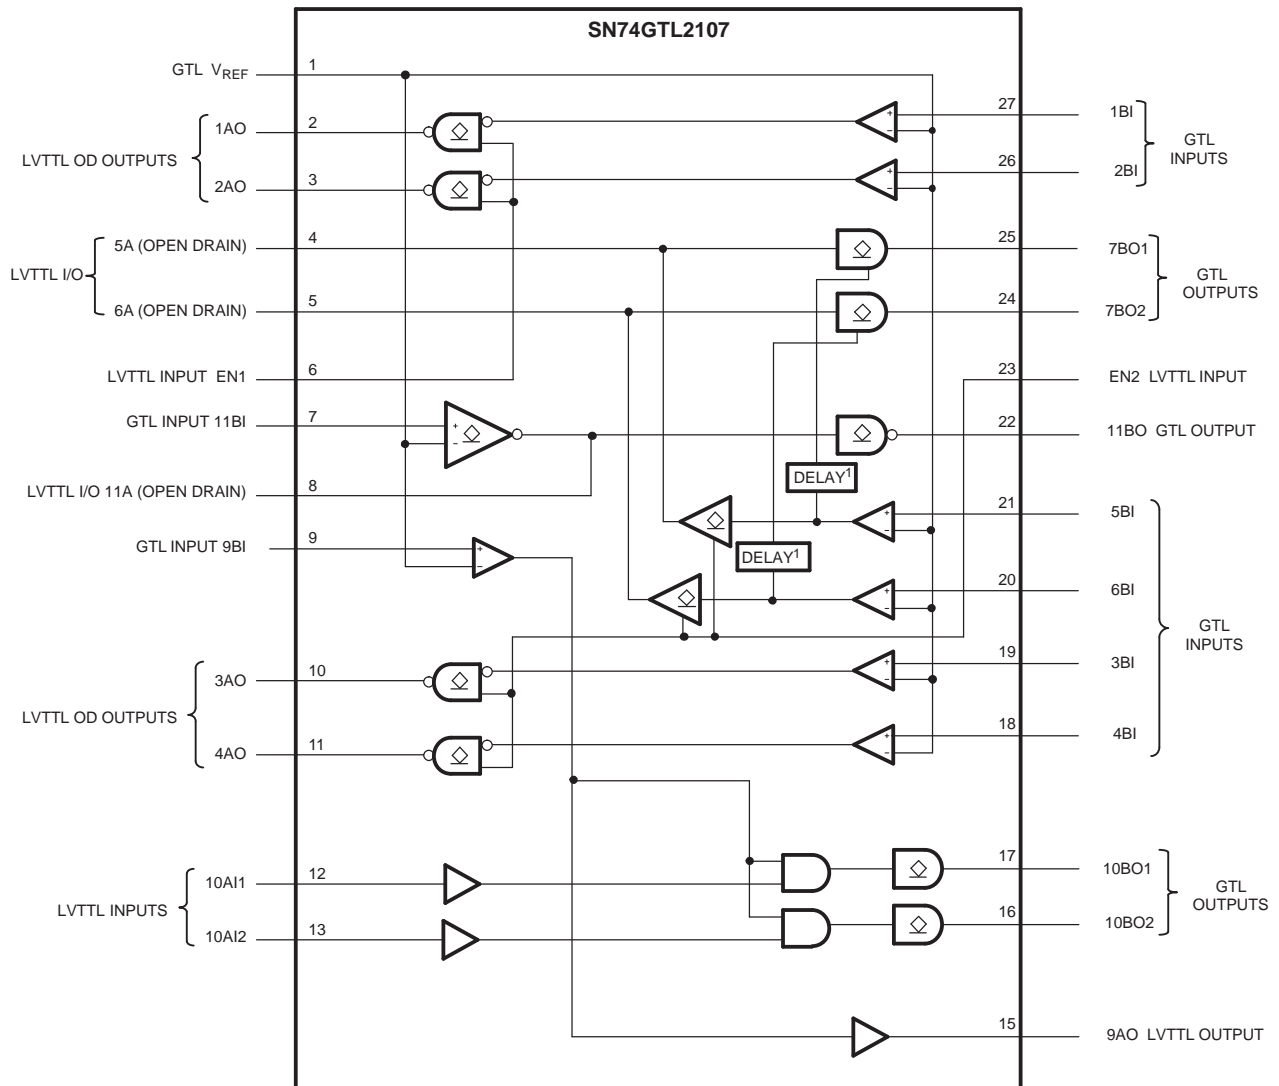 SN74GTL2107
GTL VREF 1
27 1BI
1AO 2
GTL
INPUTS
LVTTL OD OUTPUTS
26 2BI
2AO 3
5A (OPEN DRAIN) 4
25 7BO1
LVTTL I/O
GTL
OUTPUTS
6A (OPEN DRAIN) 5
24 7BO2
LVTTL INPUT EN1 6
23 EN2 LVTTL INPUT
GTL INPUT 11BI 7
+
−
22 11BO GTL OUTPUT
DELAY1
LVTTL I/O 11A (OPEN DRAIN) 8
21 5BI
GTL INPUT 9BI 9
+
−
DELAY1
20 6BI
GTL
INPUTS
19 3BI
3AO 10
LVTTL OD OUTPUTS
18 4BI
4AO 11
+
−
+
−
+
−
+
−
+
−
+
−
17 10BO1
10AI1 12
GTL
OUTPUTS
LVTTL INPUTS
16 10BO2
10AI2 13
15 9AO LVTTL OUTPUT